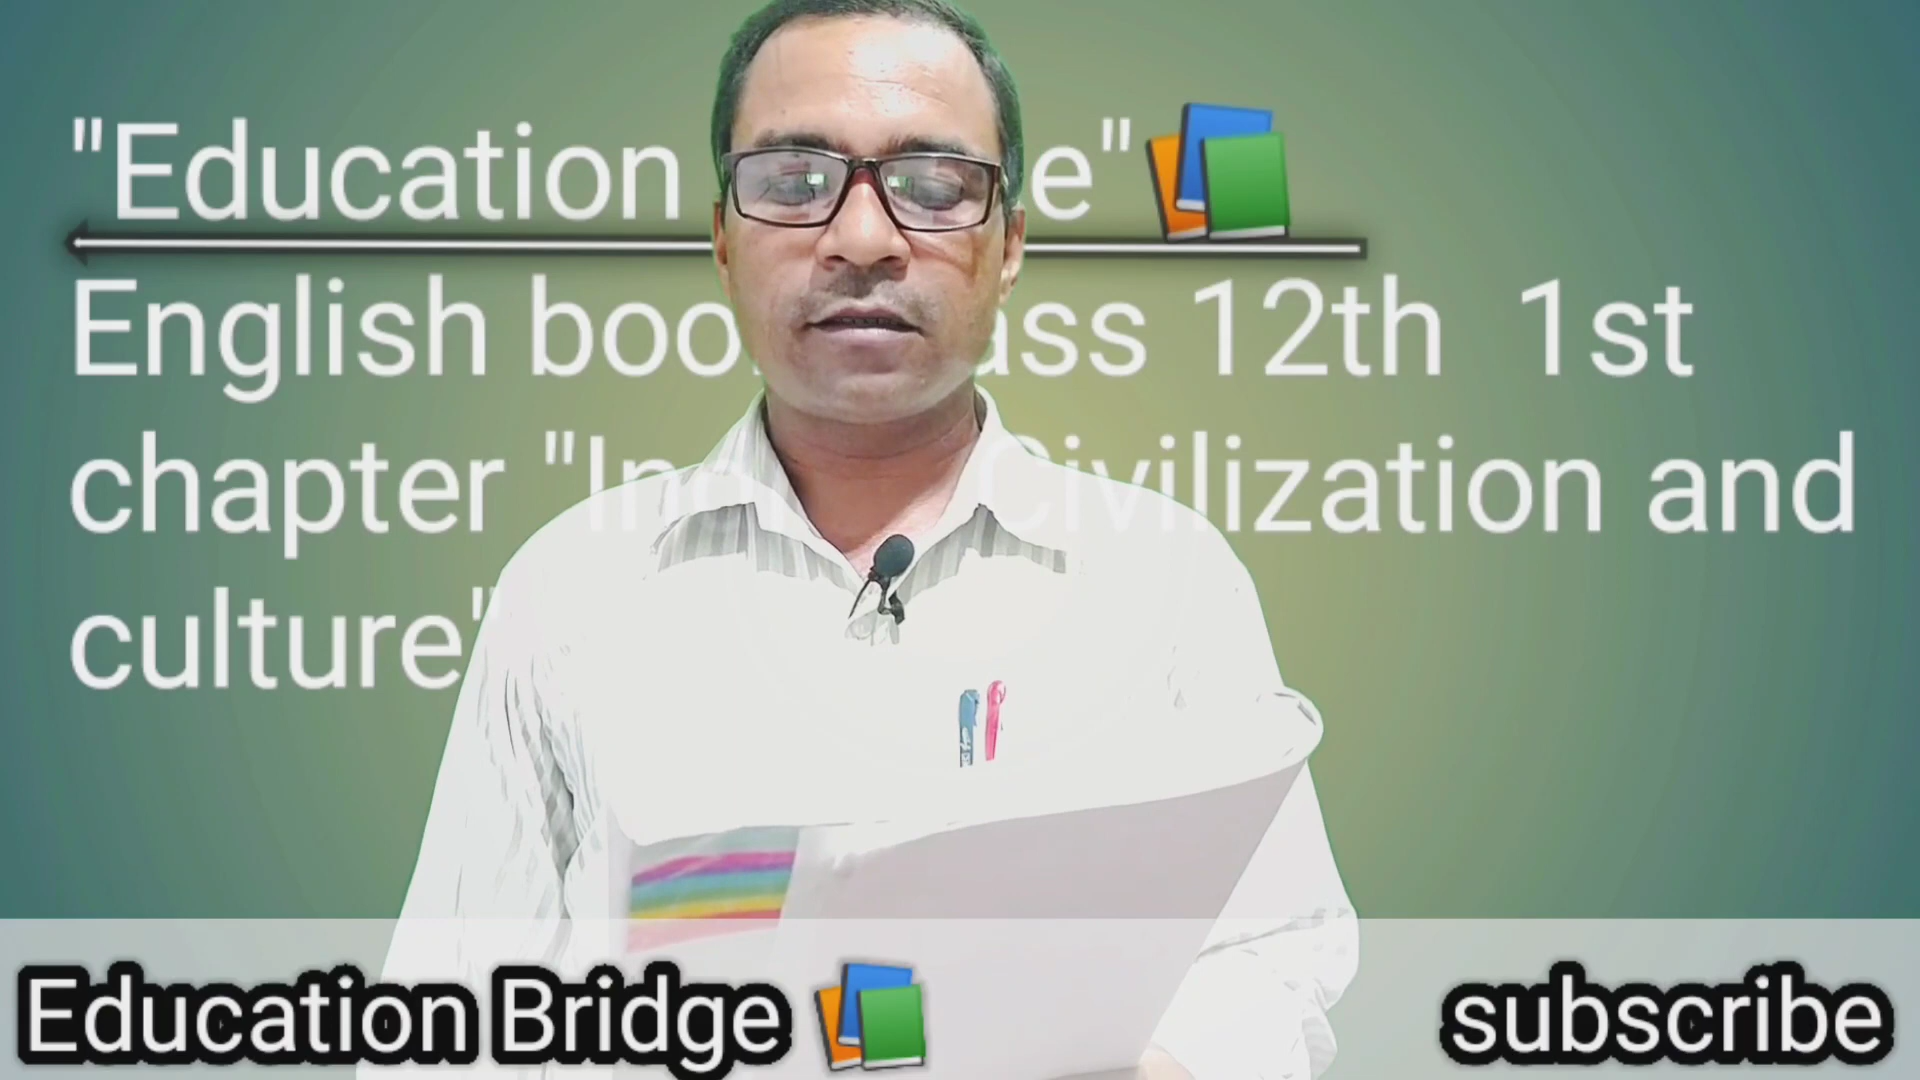 "Education e"
English boo ass 12th 1st
chapter "In Civilization and
culture"
Education Bridge
subscribe